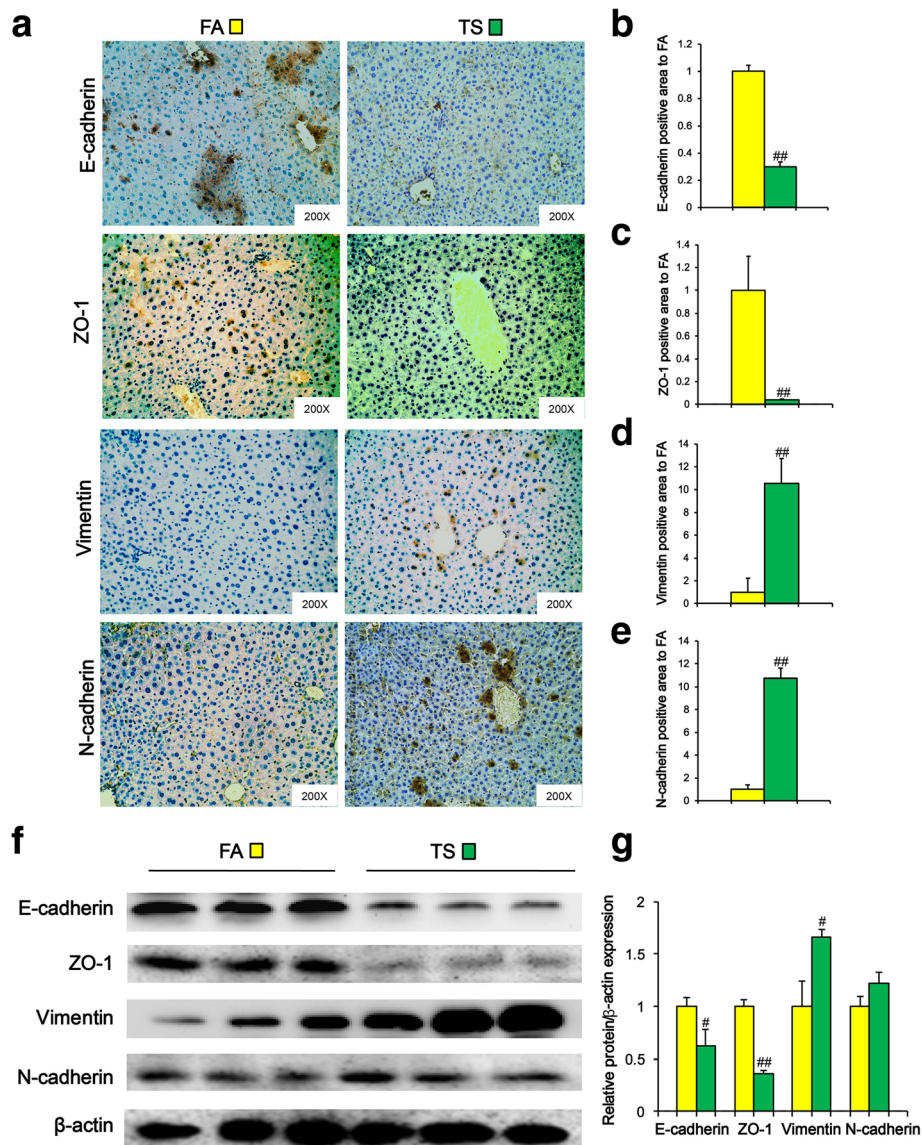 a
FA
TS
E-cadherin
200X
200X
ZO-1
200X
200X
Vimentin
200X
200X
N-cadherin
200X
200X
b
E-cadherin positive area to FA
1.2
1
0.8
0.6
0.4
0.2
0
##
c
ZO-1 positive area to FA
1.4
1.2
1
0.8
0.6
0.4
0.2
0
##
d
Vimentin positive area to FA
14
12
10
8
6
4
2
0
##
e
N-cadherin positive area to FA
14
12
10
8
6
4
2
0
##
f
FA
TS
E-cadherin
ZO-1
Vimentin
N-cadherin
β-actin
g
Relative protein/β-actin expression
2
1.5
1
0.5
0
#
##
#
E-cadherin ZO-1 Vimentin N-cadherin